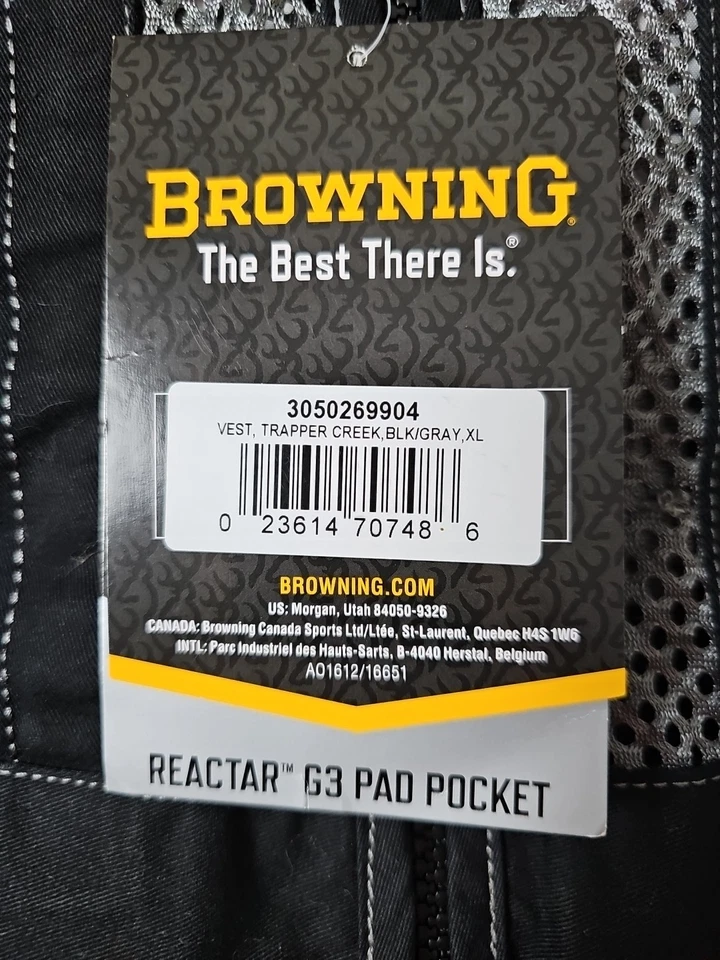 BROWNING®
The Best There Is.®
3050269904
VEST, TRAPPER CREEK,BLK/GRAY,XL
0 23614 70748 6
BROWNING.COM
US: Morgan, Utah 84050-9326
CANADA: Browning Canada Sports Ltd/Ltée, St-Laurent, Quebec H4S 1W6
INTL: Parc Industriel des Hauts-Sarts, B-4040 Herstal, Belgium
AO1612/16651
REACTAR™ G3 PAD POCKET